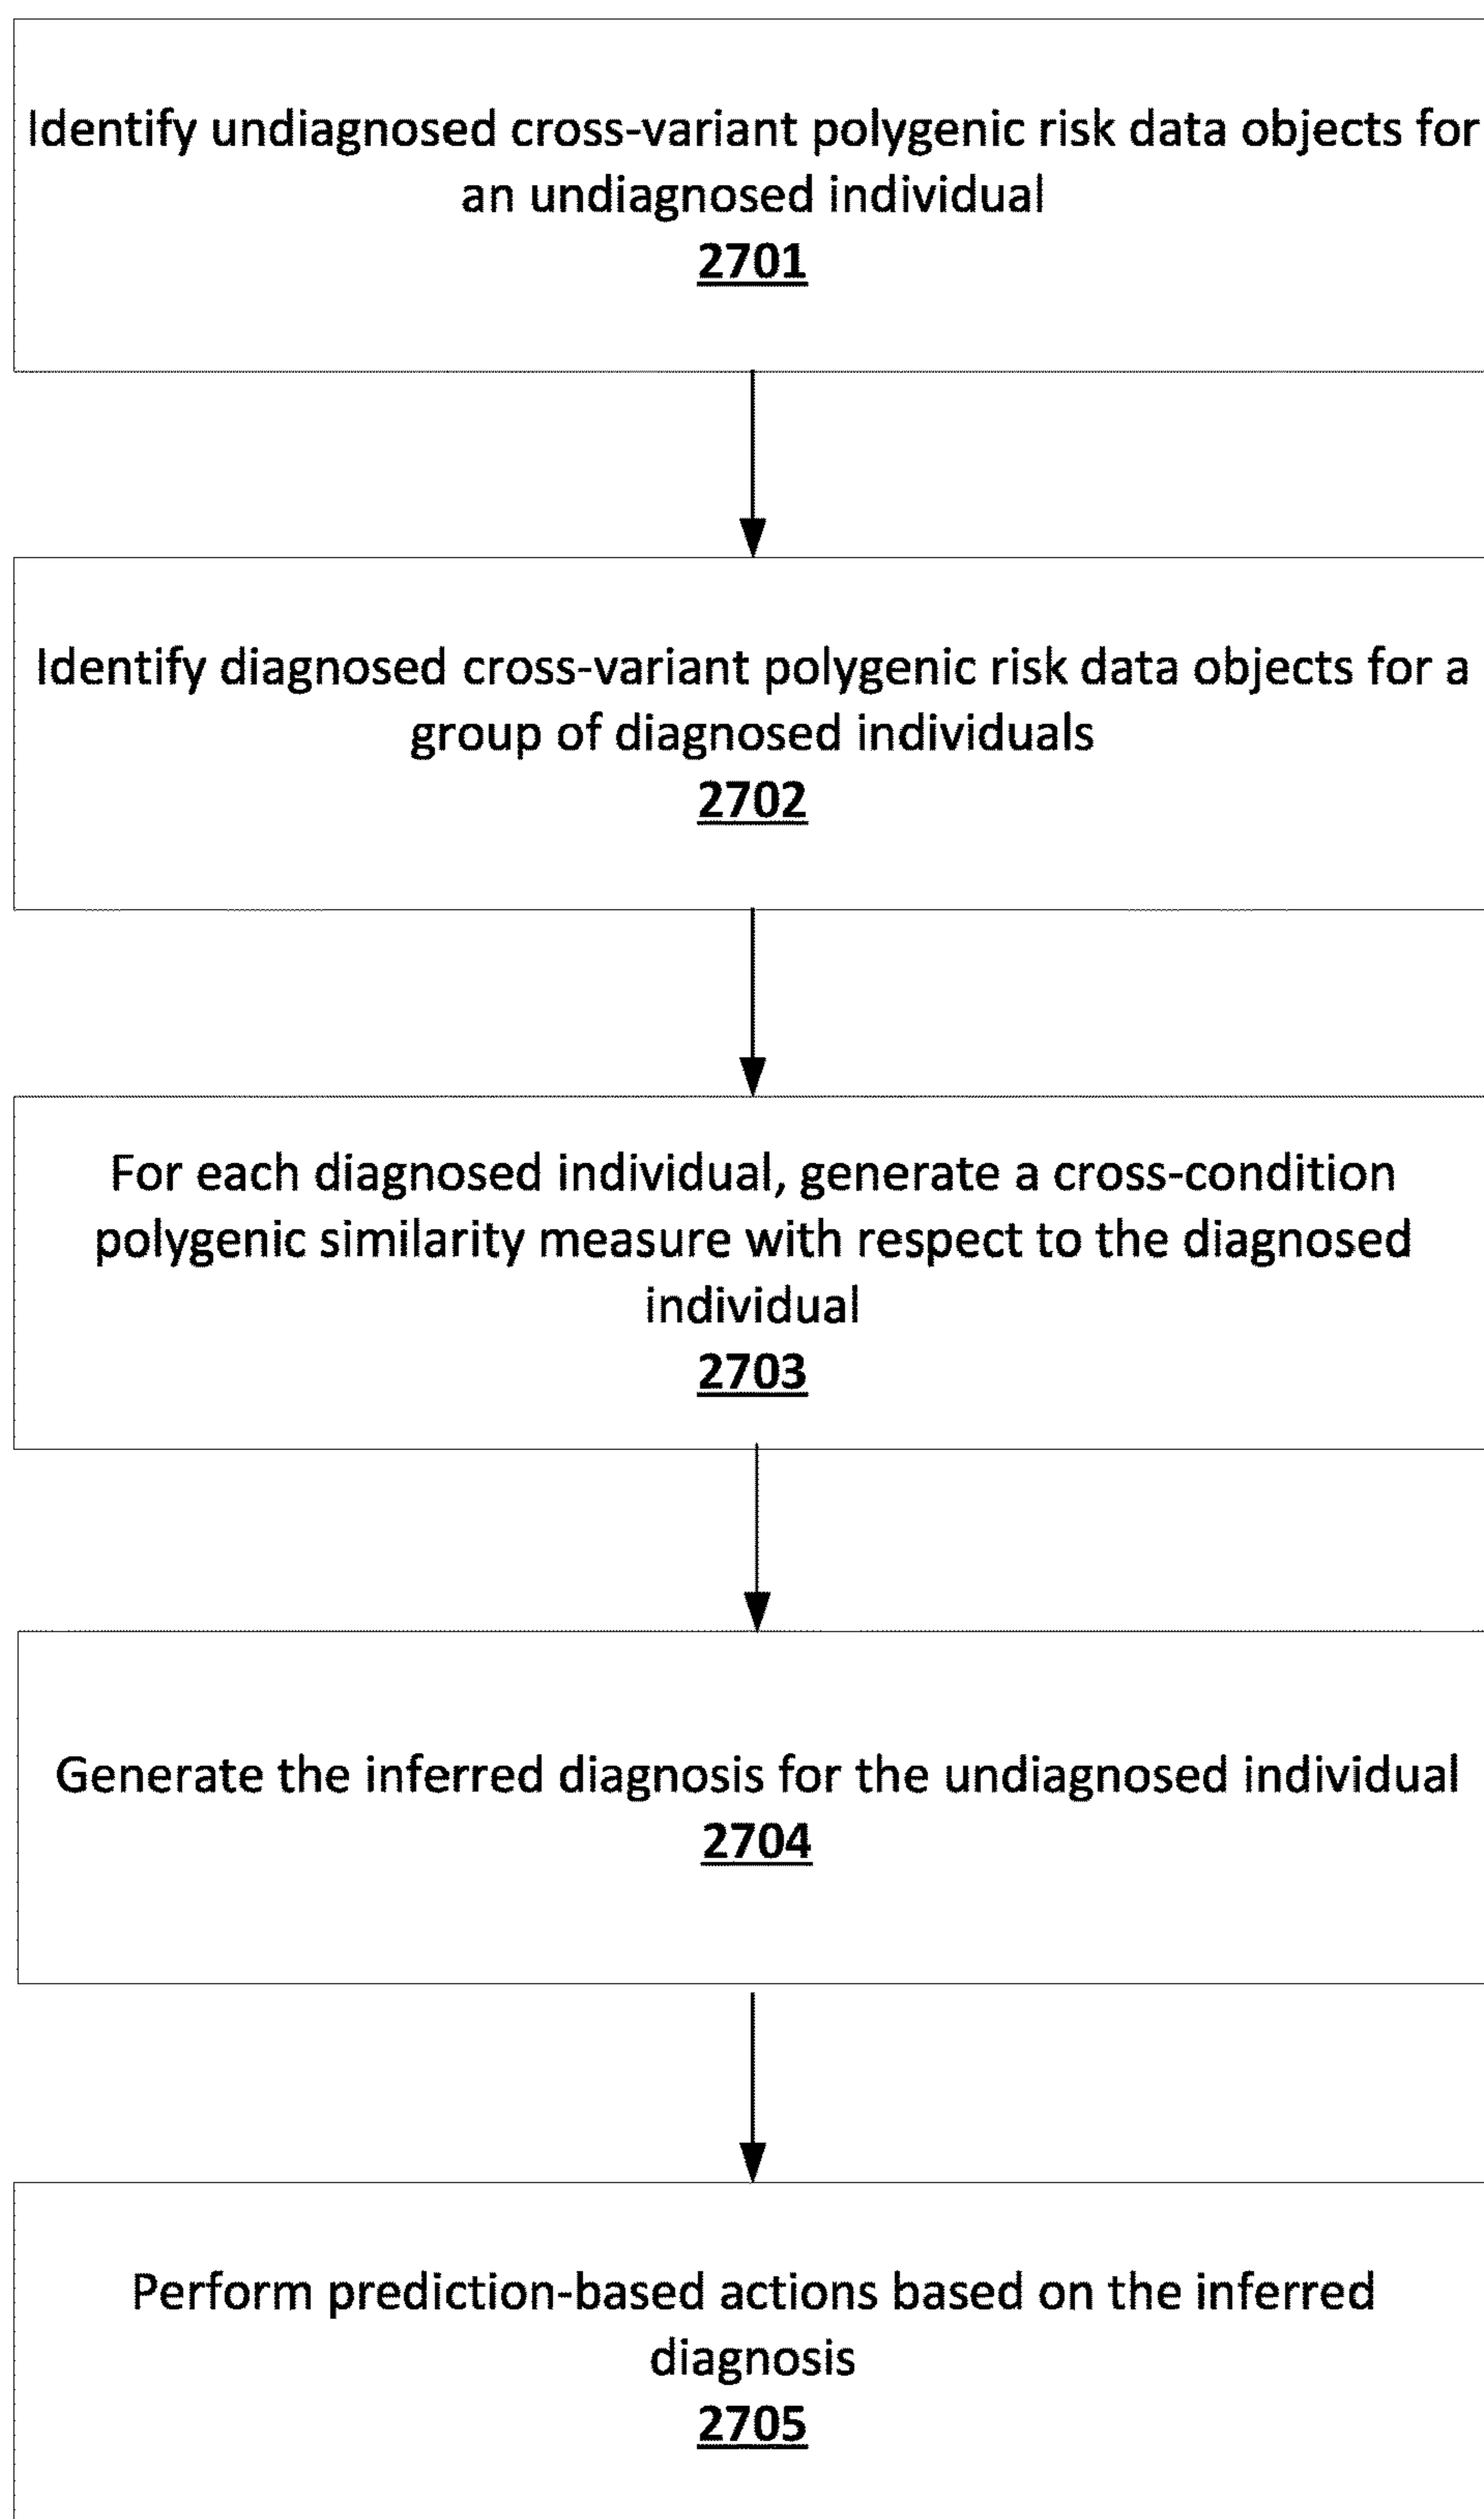 Identify undiagnosed cross-variant polygenic risk data objects for
an undiagnosed individual
2701
Identify diagnosed cross-variant polygenic risk data objects for a
group of diagnosed individuals
2702
For each diagnosed individual, generate a cross-condition
polygenic similarity measure with respect to the diagnosed
individual
2703
Generate the inferred diagnosis for the undiagnosed individual
2704
Perform prediction-based actions based on the inferred
diagnosis
2705